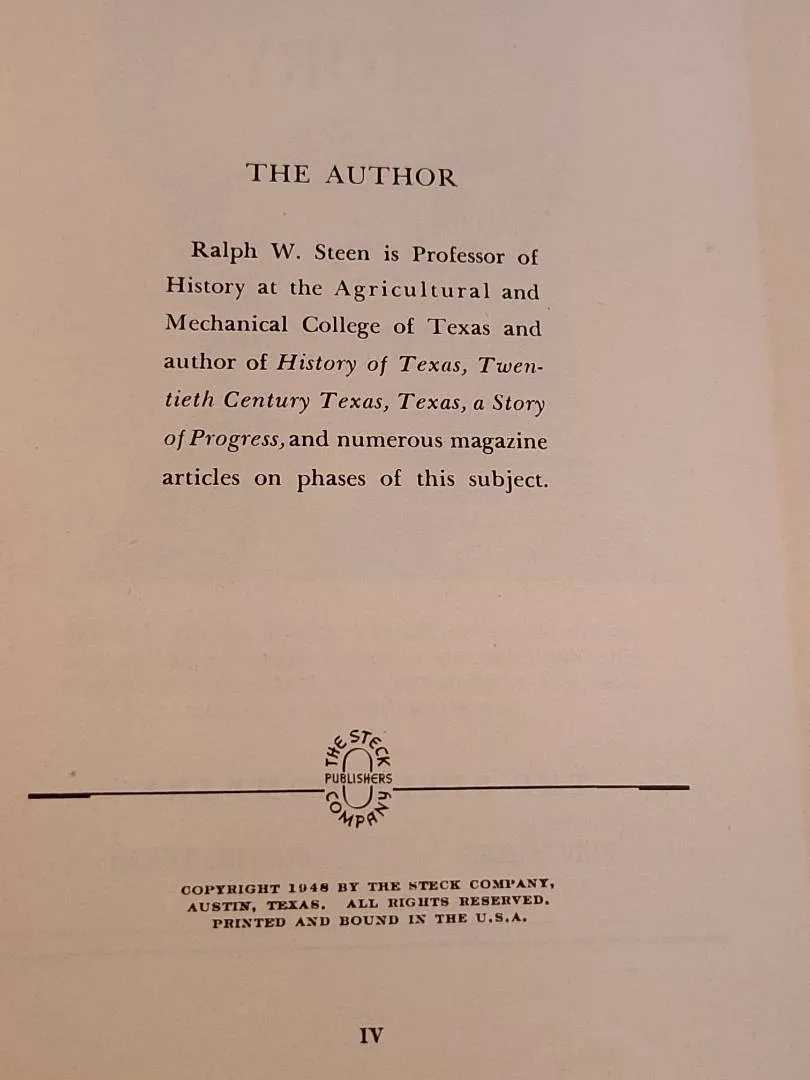 THE AUTHOR
Ralph W. Steen is Professor of
History at the Agricultural and
Mechanical College of Texas and
author of History of Texas, Twen-
tieth Century Texas, Texas, a Story
of Progress, and numerous magazine
articles on phases of this subject.
THE STECK
PUBLISHERS
COMPANY
COPYRIGHT 1948 BY THE STECK COMPANY,
AUSTIN, TEXAS. ALL RIGHTS RESERVED.
PRINTED AND BOUND IN THE U.S.A.
IV